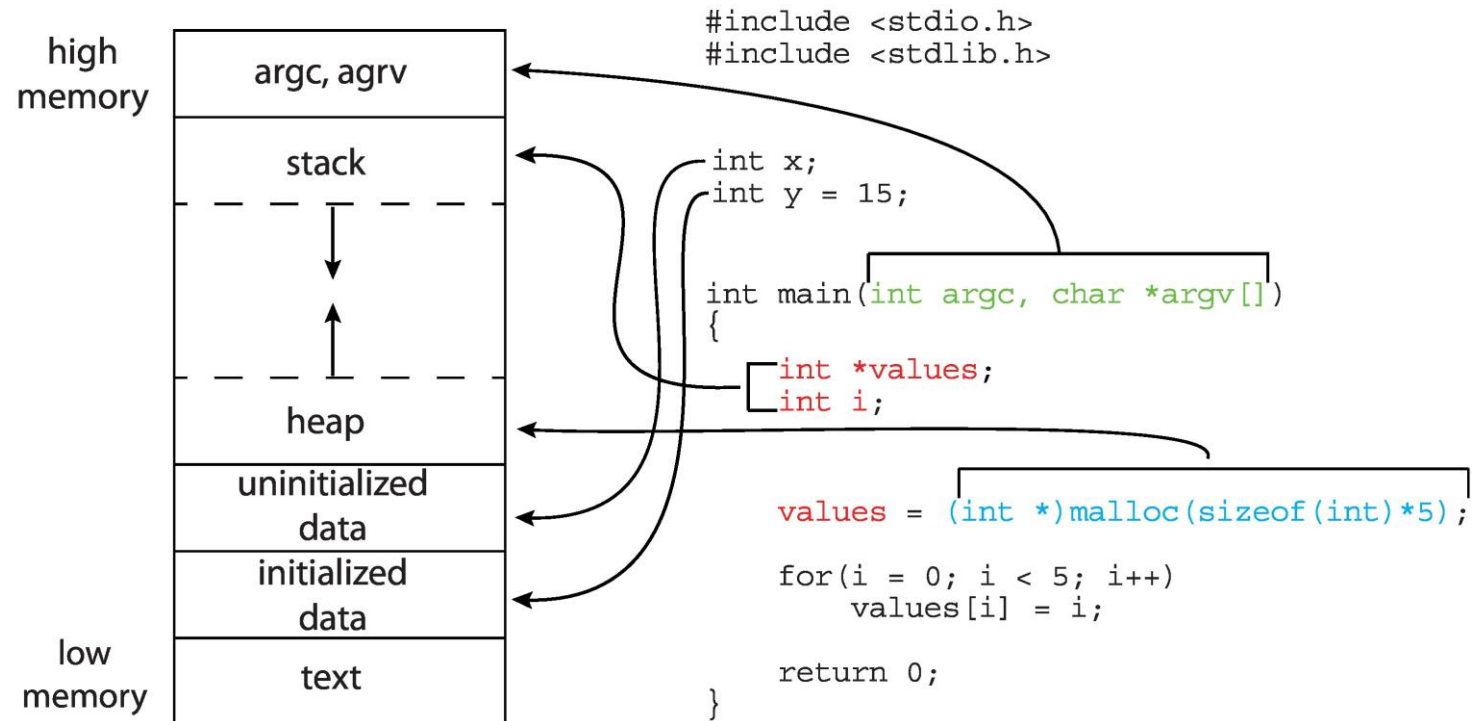 high
memory
argc, agrv
stack
heap
uninitialized
data
initialized
data
low
memory
text
#include <stdio.h>
#include <stdlib.h>
int x;
int y = 15;
int main(int argc, char *argv[])
{
int *values;
int i;
values = (int *)malloc(sizeof(int)*5);
for(i = 0; i < 5; i++)
values[i] = i;
return 0;
}